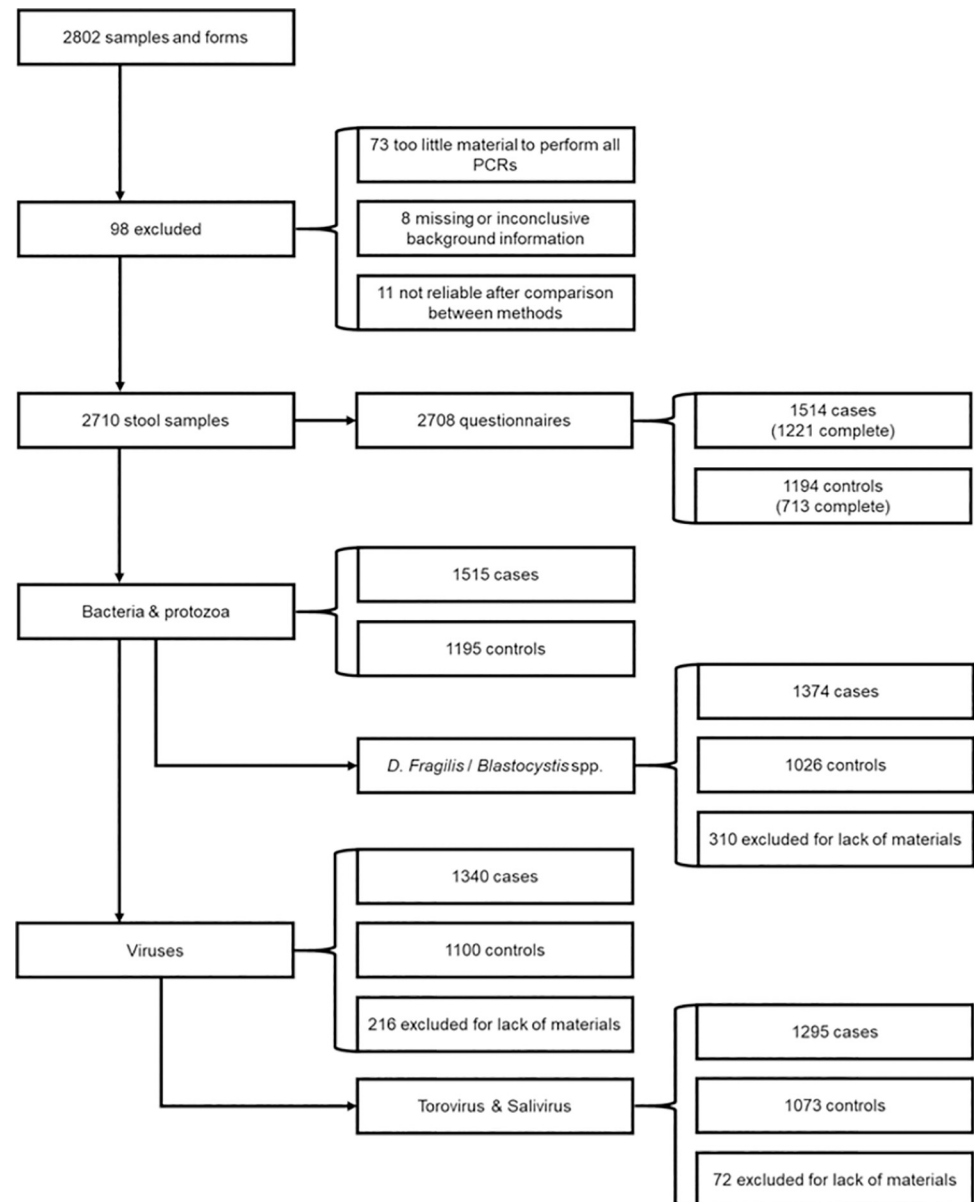 2802 samples and forms
73 too little material to perform all
PCRs
98 excluded
8 missing or inconclusive
background information
11 not reliable after comparison
between methods
2710 stool samples
2708 questionnaires
1514 cases
(1221 complete)
1194 controls
(713 complete)
Bacteria & protozoa
1515 cases
1195 controls
D. Fragilis / Blastocystis spp.
1374 cases
1026 controls
310 excluded for lack of materials
Viruses
1340 cases
1100 controls
216 excluded for lack of materials
Torovirus & Salivirus
1295 cases
1073 controls
72 excluded for lack of materials